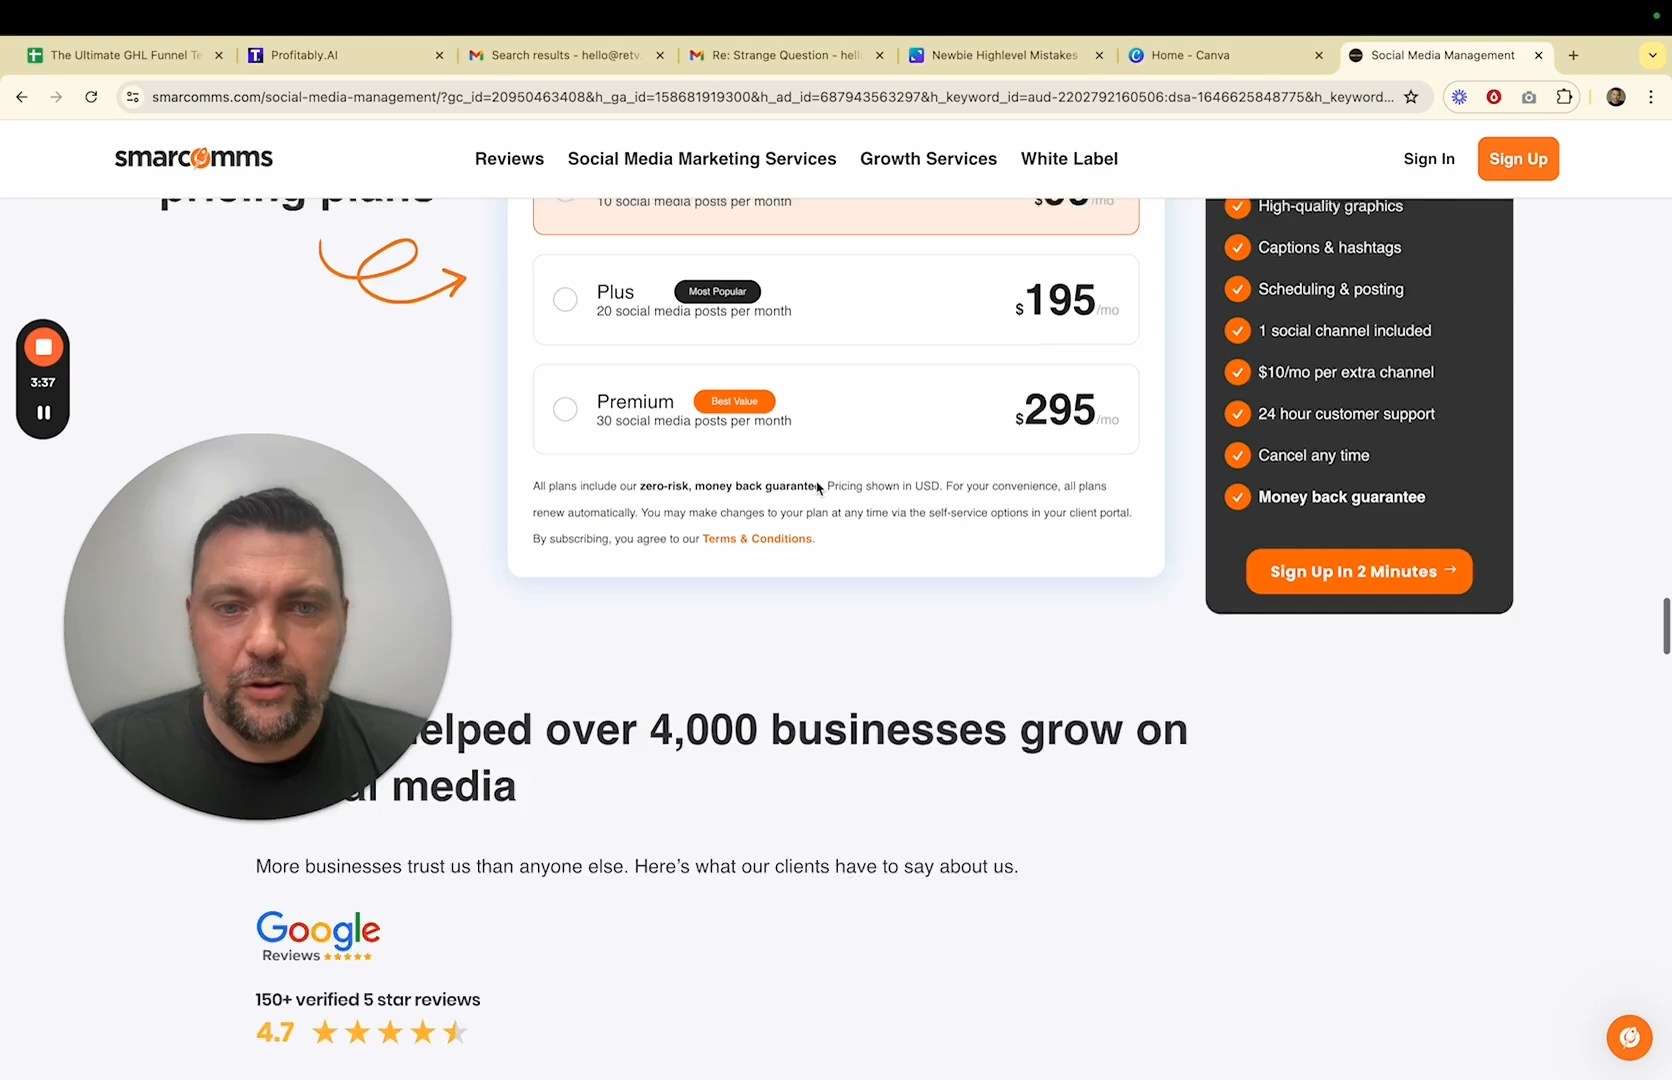 The Ultimate GHL Funnel Te
Profitably.AI
Search results - hello@retv
Re: Strange Question - hell
Newbie Highlevel Mistakes
Home - Canva
Social Media Management
smarcomms.com/social-media-management/?gc_id=20950463408&h_ga_id=158681919300&h_ad_id=687943563297&h_keyword_id=aud-2202792160506:dsa-1646625848775&h_keyword...
smarcomms
Reviews
Social Media Marketing Services
Growth Services
White Label
Sign In
Sign Up
pricing plans
10 social media posts per month
/mo
Plus
Most Popular
20 social media posts per month
$195/mo
Premium
Best Value
30 social media posts per month
$295/mo
All plans include our zero-risk, money back guarantee. Pricing shown in USD. For your convenience, all plans
renew automatically. You may make changes to your plan at any time via the self-service options in your client portal.
By subscribing, you agree to our Terms & Conditions.
High-quality graphics
Captions & hashtags
Scheduling & posting
1 social channel included
$10/mo per extra channel
24 hour customer support
Cancel any time
Money back guarantee
Sign Up In 2 Minutes →
3:37
elped over 4,000 businesses grow on
al media
More businesses trust us than anyone else. Here's what our clients have to say about us.
Google
Reviews
150+ verified 5 star reviews
4.7